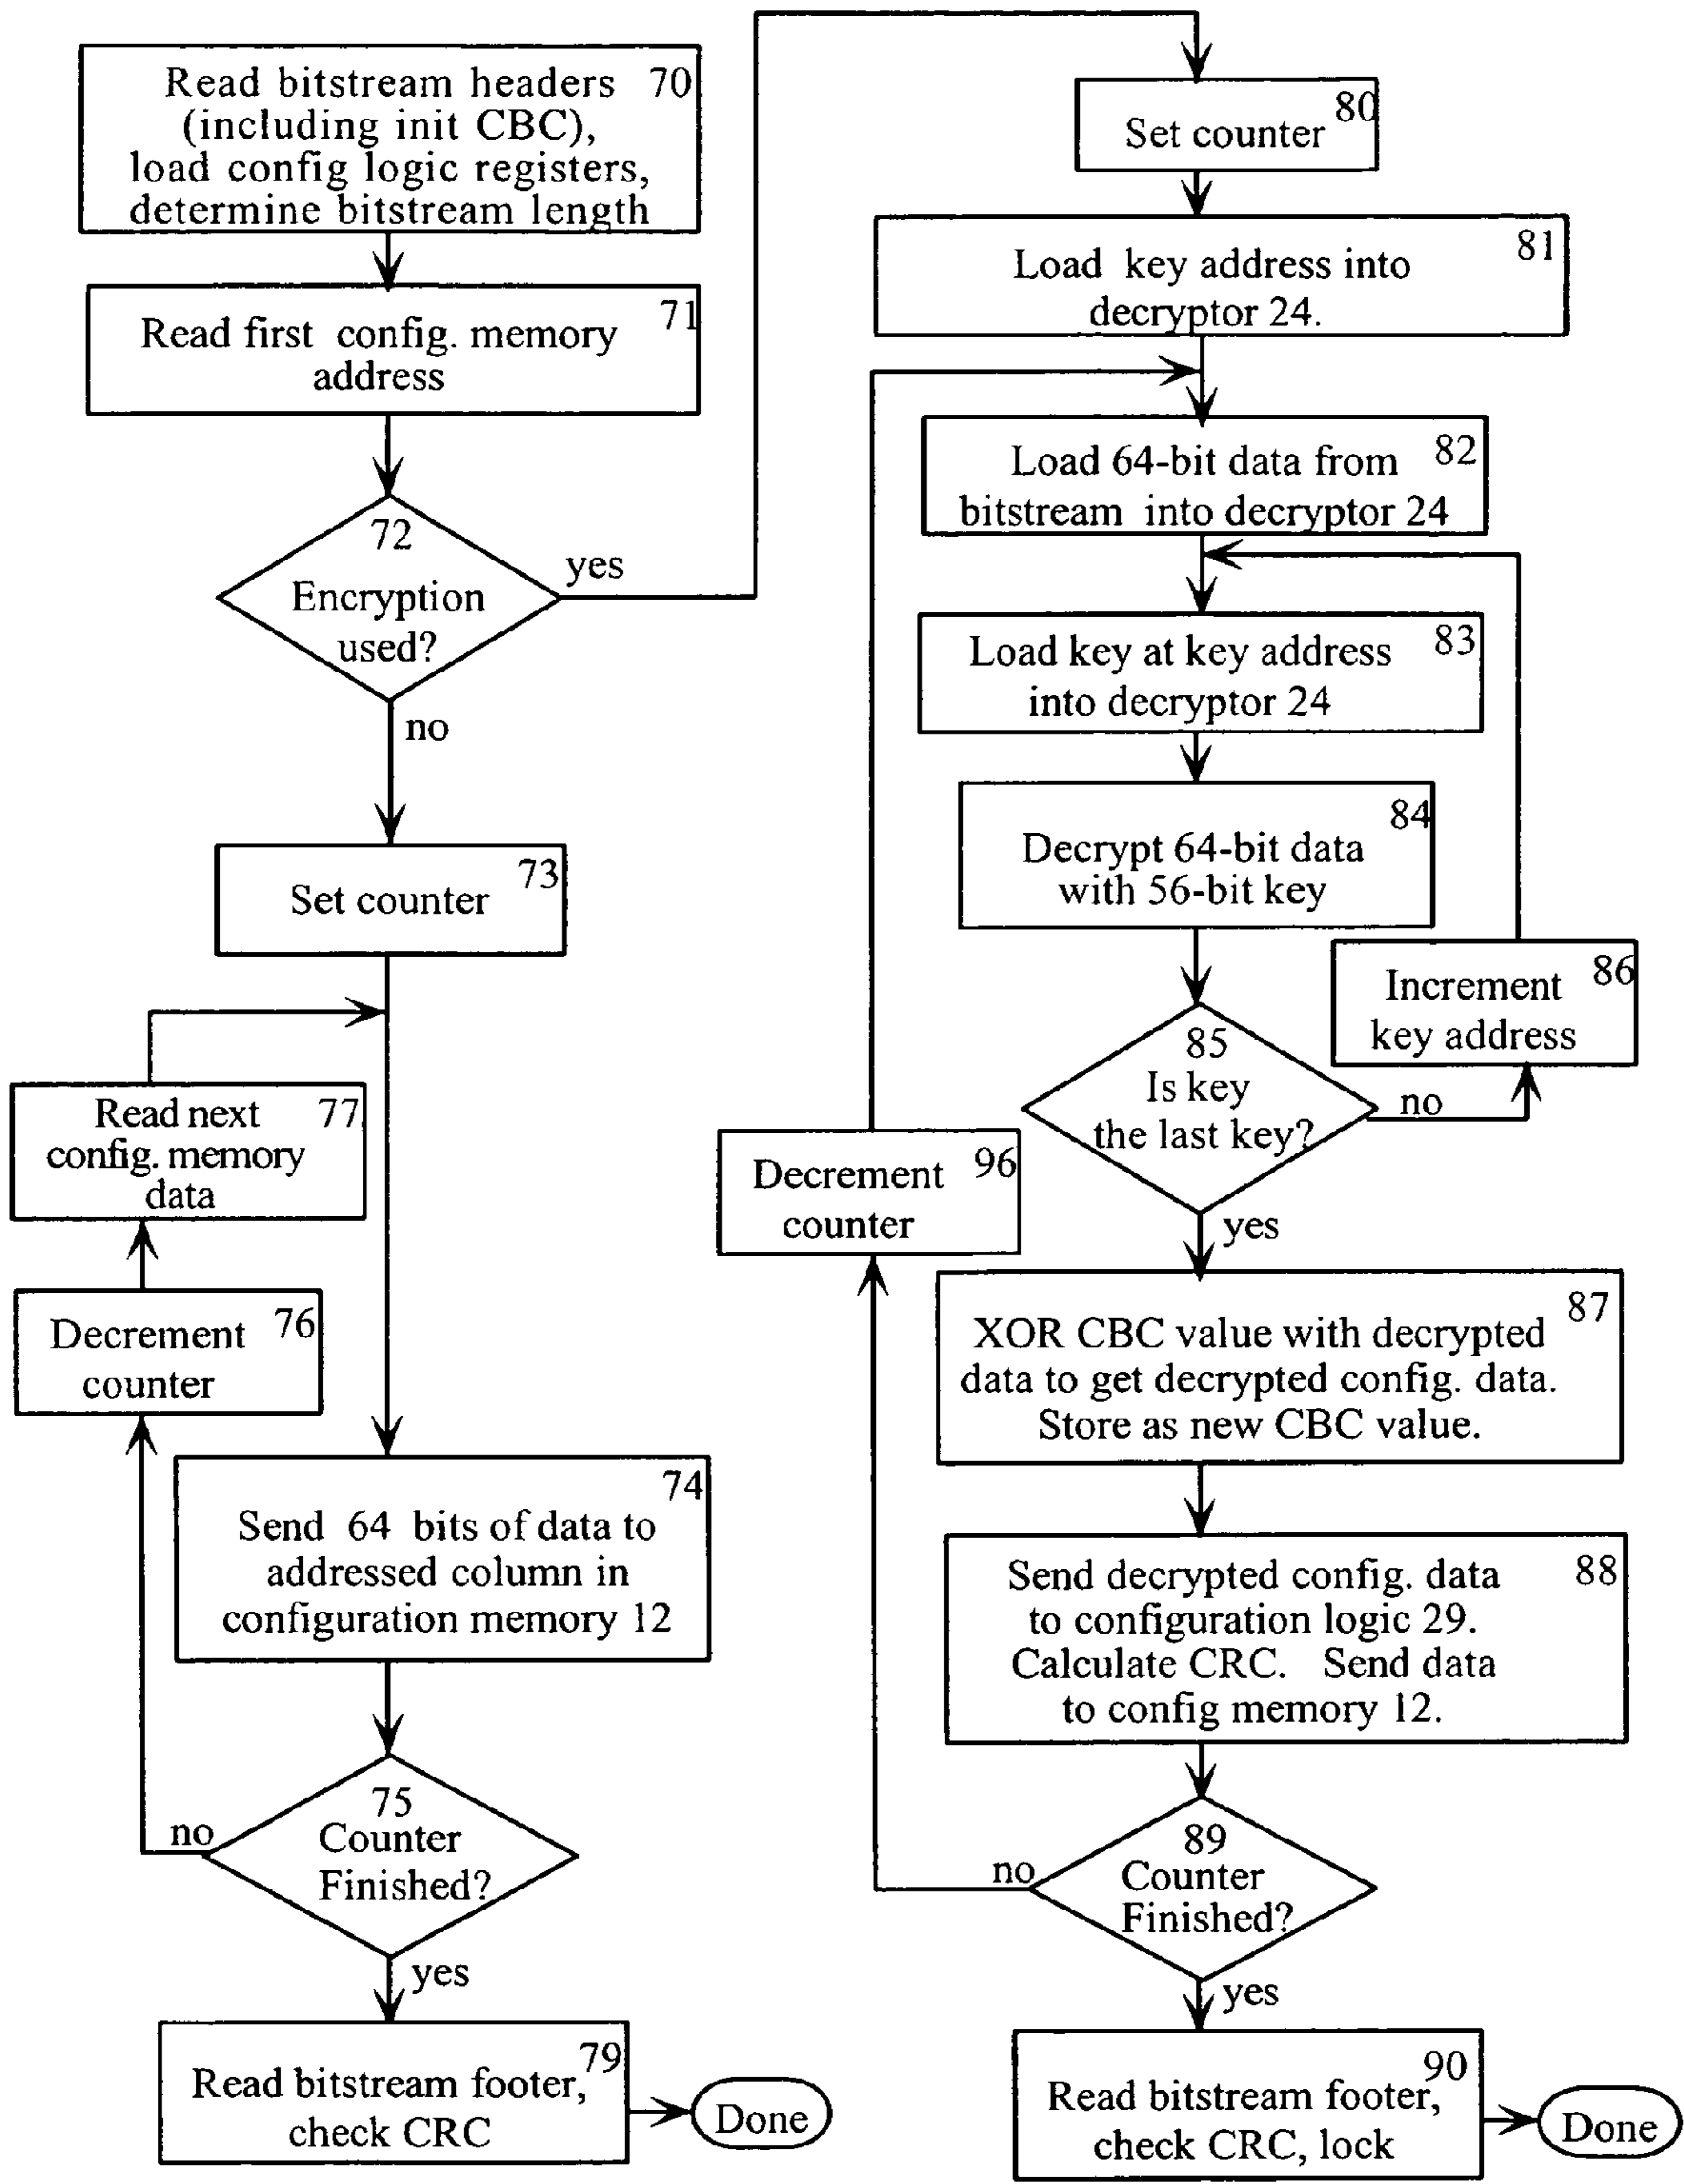 Read bitstream headers 70
(including init CBC),
load config logic registers,
determine bitstream length
Read first config. memory 71
address
72
Encryption
used?
yes
no
Set counter 73
Read next 77
config. memory
data
Decrement 76
counter
Send 64 bits of data to 74
addressed column in
configuration memory 12
75
Counter
Finished?
no
yes
Read bitstream footer, 79
check CRC
Done
80
Set counter
81
Load key address into
decryptor 24.
Load 64-bit data from 82
bitstream into decryptor 24
Load key at key address 83
into decryptor 24
84
Decrypt 64-bit data
with 56-bit key
85
Is key
the last key?
no
Increment 86
key address
yes
Decrement 96
counter
87
XOR CBC value with decrypted
data to get decrypted config. data.
Store as new CBC value.
Send decrypted config. data 88
to configuration logic 29.
Calculate CRC. Send data
to config memory 12.
89
Counter
Finished?
no
yes
90
Read bitstream footer,
check CRC, lock
Done